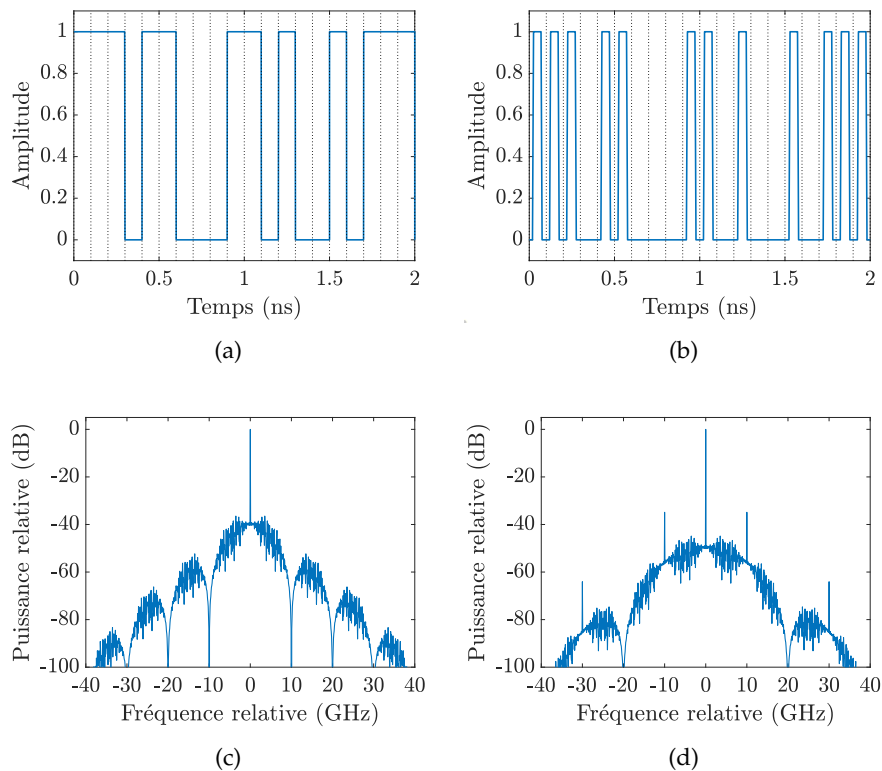 1
0.8
0.6
0.4
0.2
0
Amplitude
0 0.5 1 1.5 2
Temps (ns)
(a)
1
0.8
0.6
0.4
0.2
0
Amplitude
0 0.5 1 1.5 2
Temps (ns)
(b)
0
-20
-40
-60
-80
-100
Puissance relative (dB)
-40 -30 -20 -10 0 10 20 30 40
Fréquence relative (GHz)
(c)
0
-20
-40
-60
-80
-100
Puissance relative (dB)
-40 -30 -20 -10 0 10 20 30 40
Fréquence relative (GHz)
(d)